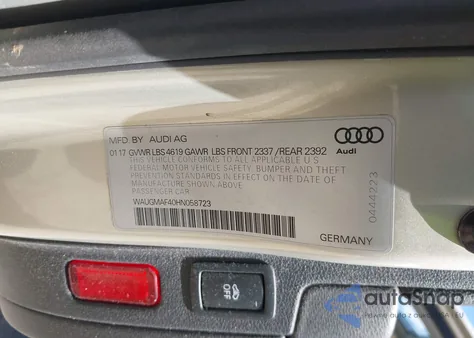 MFD. BY AUDI AG
01 17 GVWR LBS 4619 GAWR LBS FRONT 2337 / REAR 2392
THIS VEHICLE CONFORMS TO ALL APPLICABLE U.S.
FEDERAL MOTOR VEHICLE SAFETY, BUMPER AND THEFT
PREVENTION STANDARDS IN EFFECT ON THE DATE
OF MANUFACTURE SHOWN ABOVE
PASSENGER CAR
WAUGMAF40HN058723
Audi
0444223
GERMANY
OFF
autaShop